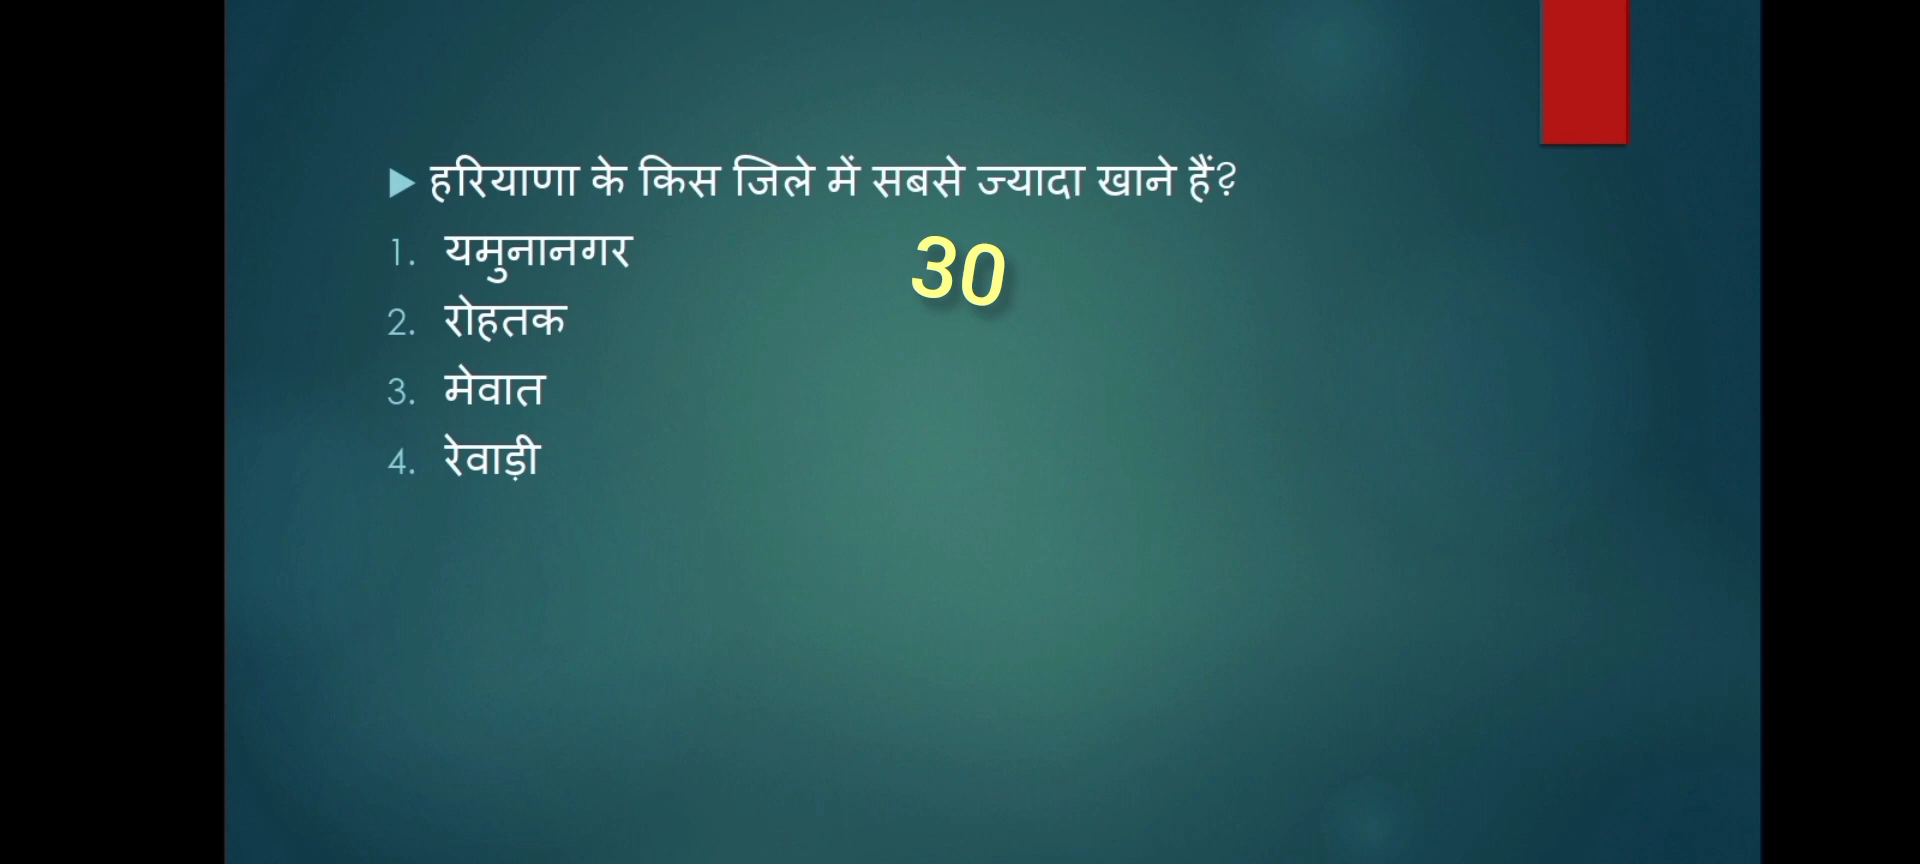 हरियाणा के किस जिले में सबसे ज्यादा खाने हैं?
30
1. यमुनानगर
2. रोहतक
3. मेवात
4. रेवाड़ी